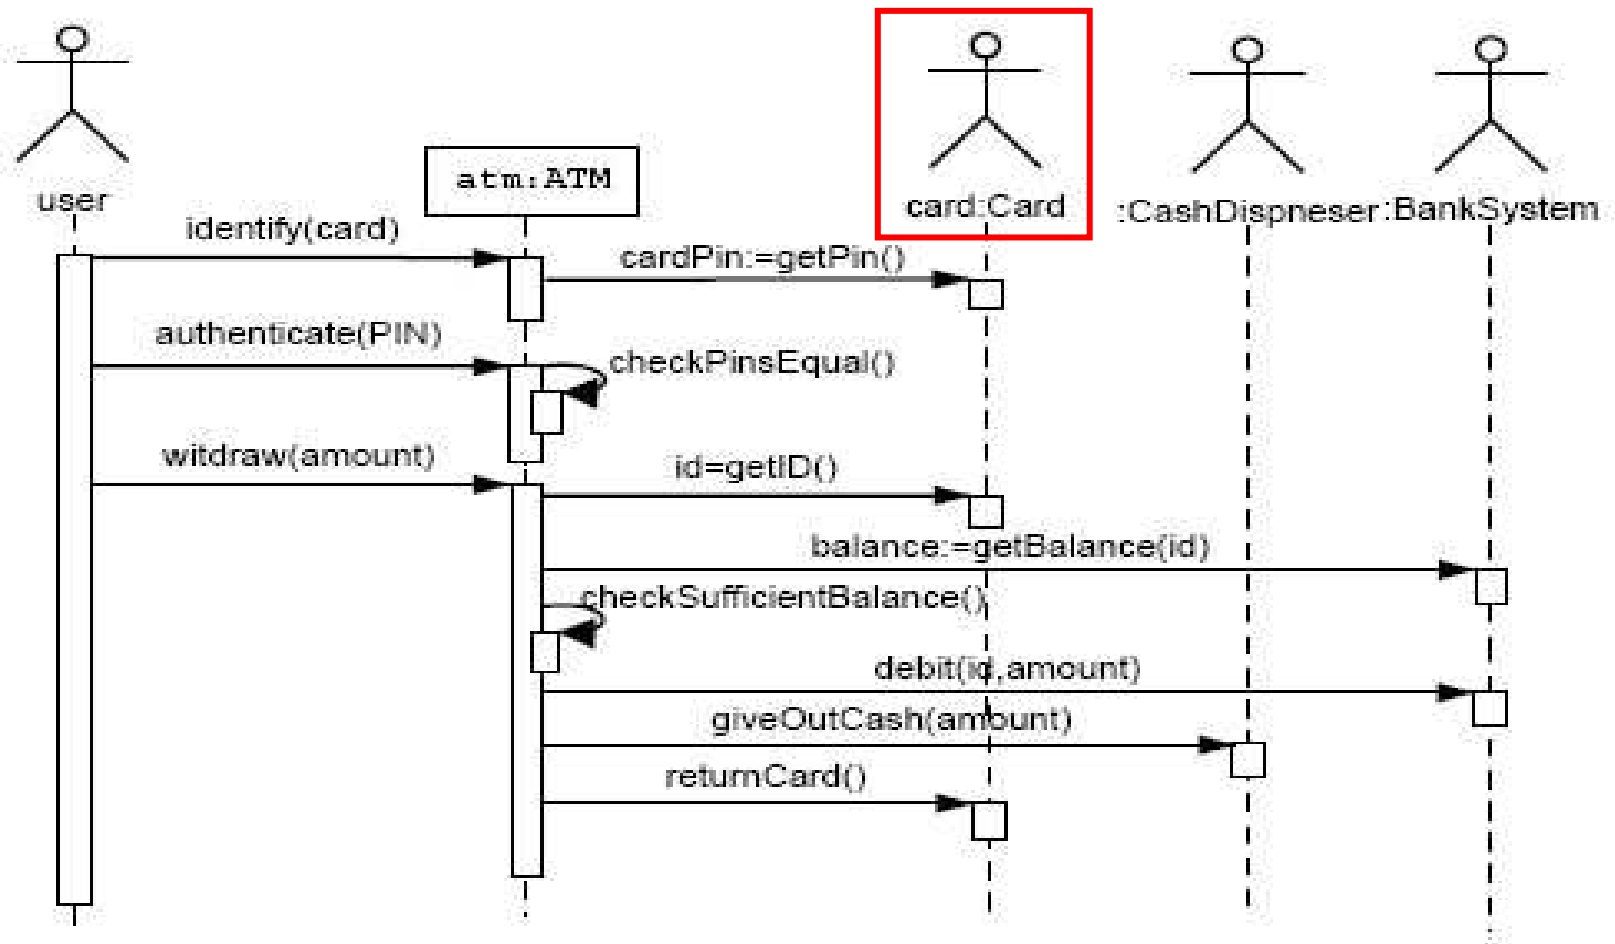 user
atm:ATM
card:Card
:CashDispneser
:BankSystem
identify(card)
cardPin:=getPin()
authenticate(PIN)
checkPinsEqual()
witdraw(amount)
id=getID()
balance:=getBalance(id)
checkSufficientBalance()
debit(id,amount)
giveOutCash(amount)
returnCard()